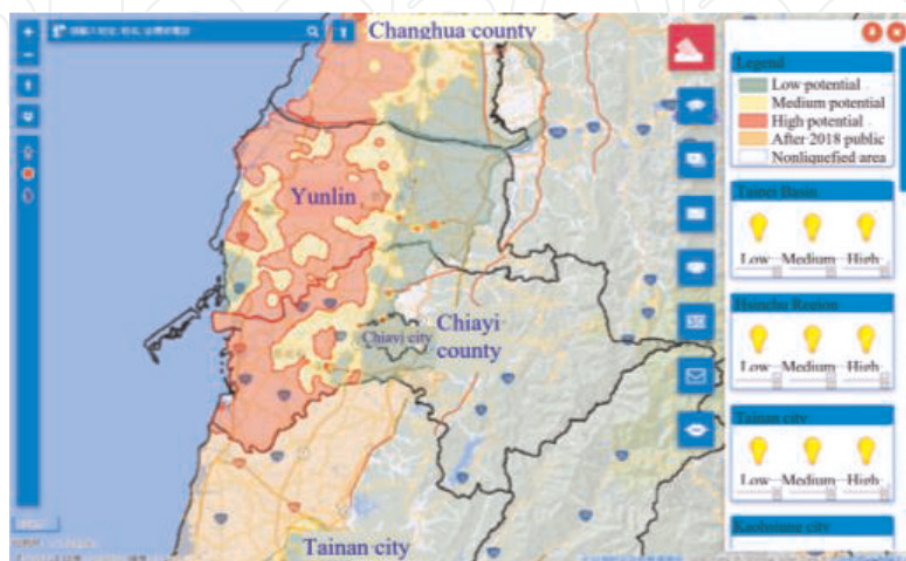 Changhua county
Yunlin
Chiayi city
Chiayi
county
Tainan city
Legend
Low potential
Medium potential
High potential
After 2018 public
Nonliquefied area
Taipei Basin
Low Medium High
Hsinchu Region
Low Medium High
Tainan city
Low Medium High
Kaohsiung city